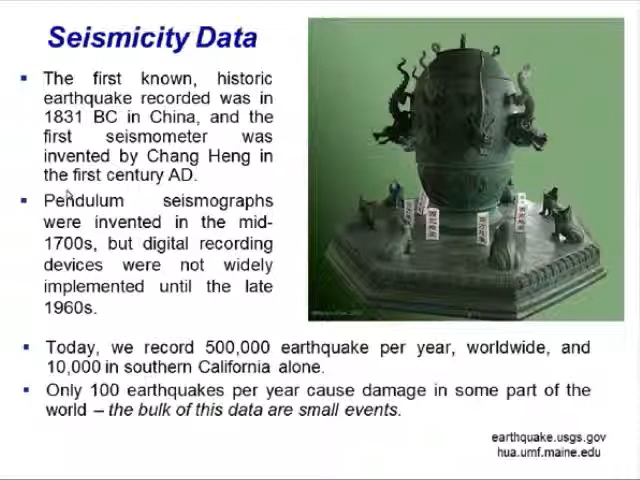 Seismicity Data
The first known, historic
earthquake recorded was in
1831 BC in China, and the
first seismometer was
invented by Chang Heng in
the first century AD.
Pendulum seismographs
were invented in the mid-
1700s, but digital recording
devices were not widely
implemented until the late
1960s.
Today, we record 500,000 earthquake per year, worldwide, and
10,000 in southern California alone.
Only 100 earthquakes per year cause damage in some part of the
world – the bulk of this data are small events.
earthquake.usgs.gov
hua.umf.maine.edu